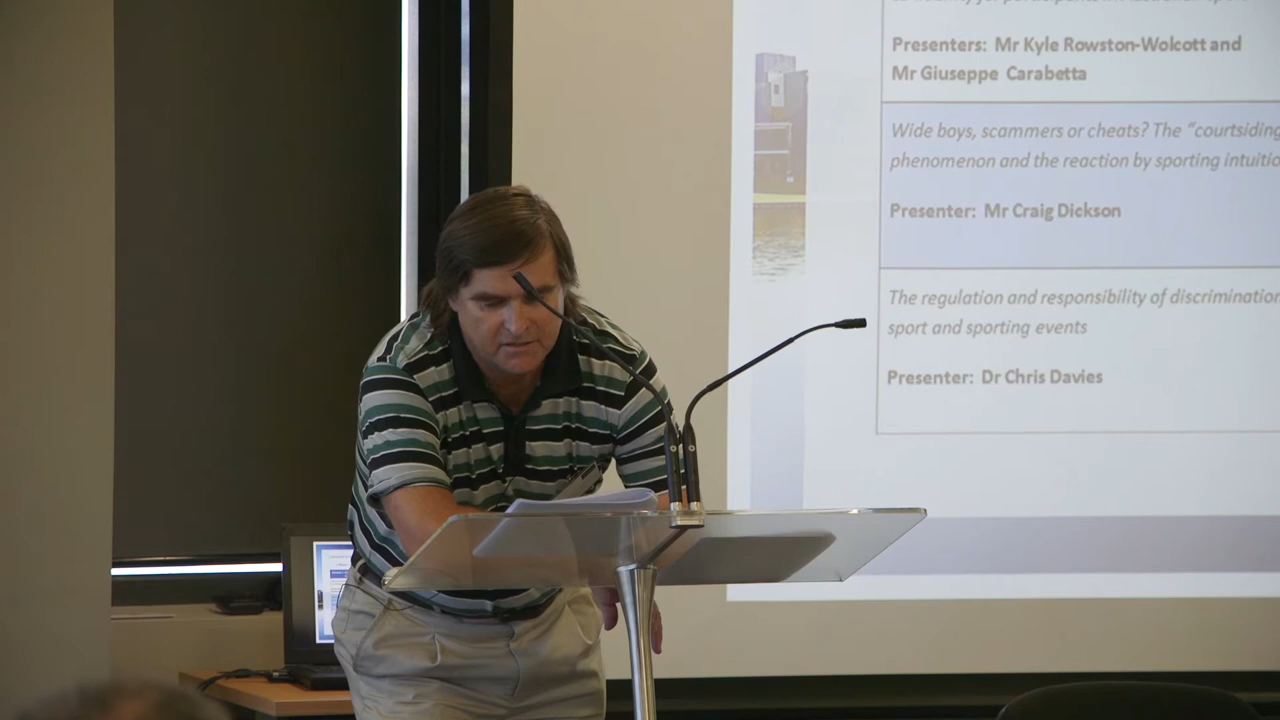 Presenters: Mr Kyle Rowston-Wolcott and
Mr Giuseppe Carabetta
Wide boys, scammers or cheats? The "courtsiding
phenomenon and the reaction by sporting intuitio
Presenter: Mr Craig Dickson
The regulation and responsibility of discrimination
sport and sporting events
Presenter: Dr Chris Davies